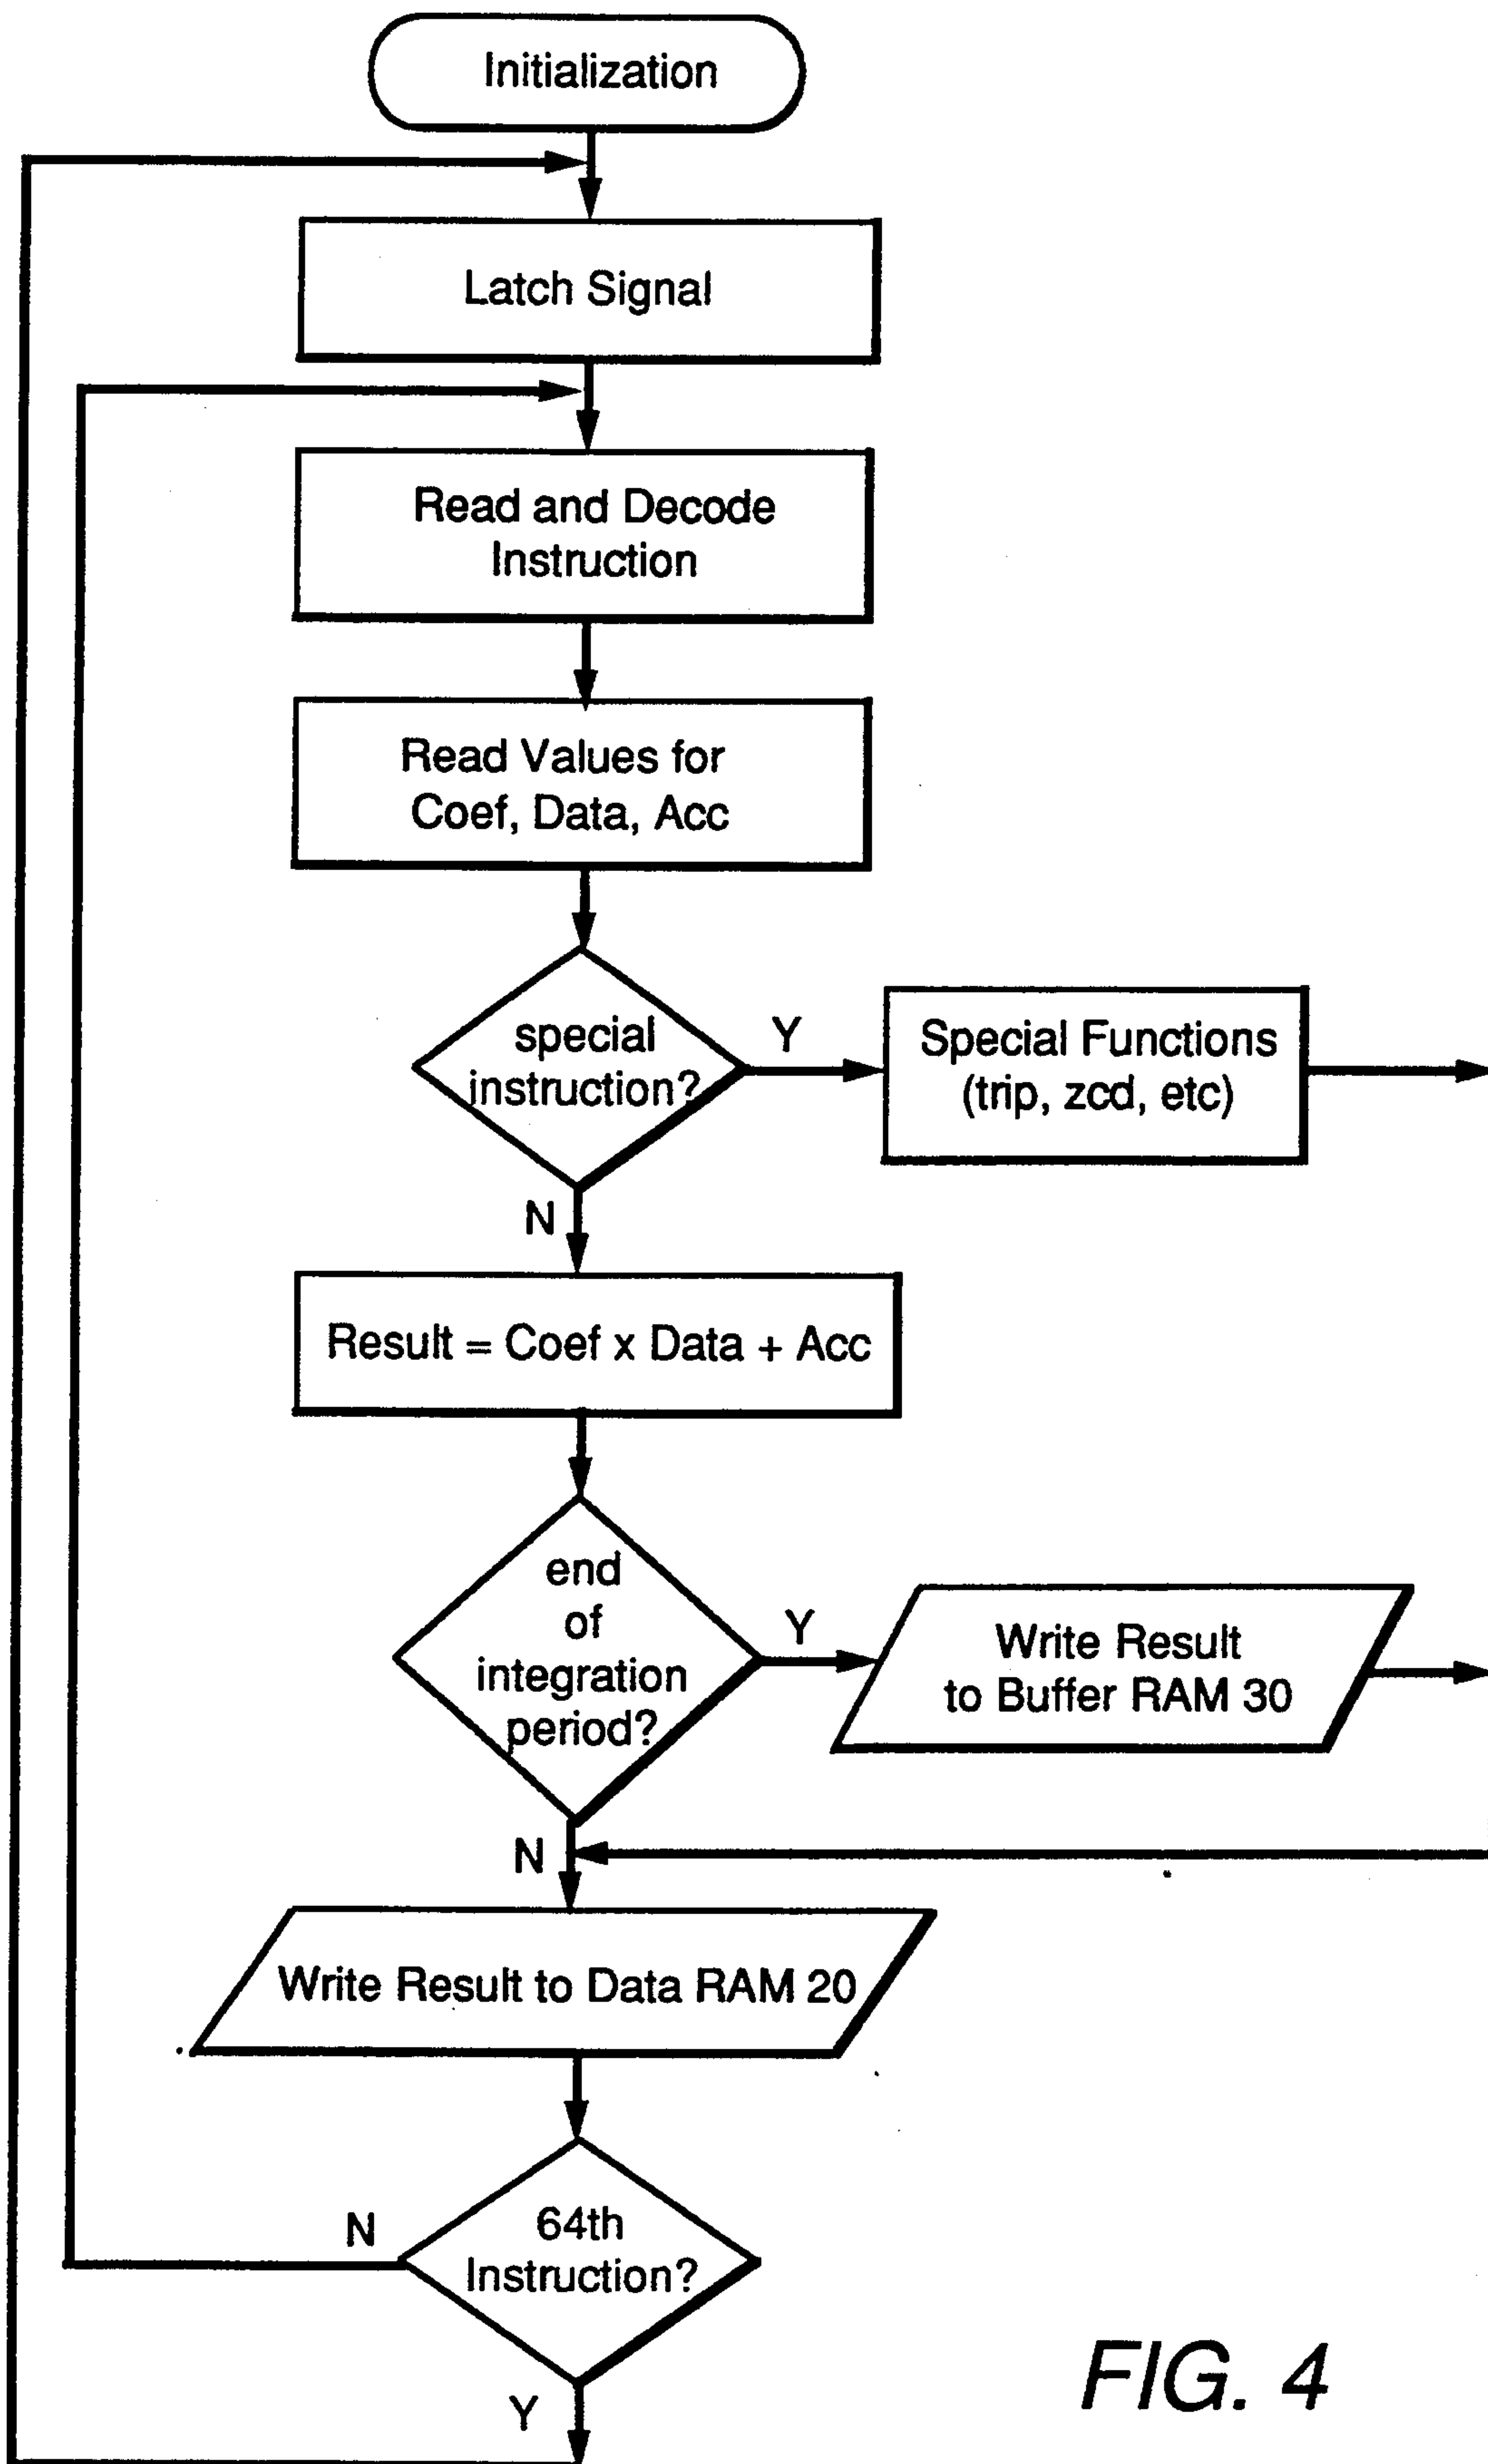 Initialization
Latch Signal
Read and Decode
Instruction
Read Values for
Coef, Data, Acc
special
instruction?
Y
Special Functions
(trip, zcd, etc)
N
Result = Coef x Data + Acc
end
of
integration
period?
Y
Write Result
to Buffer RAM 30
N
Write Result to Data RAM 20
64th
Instruction?
N
Y
FIG. 4